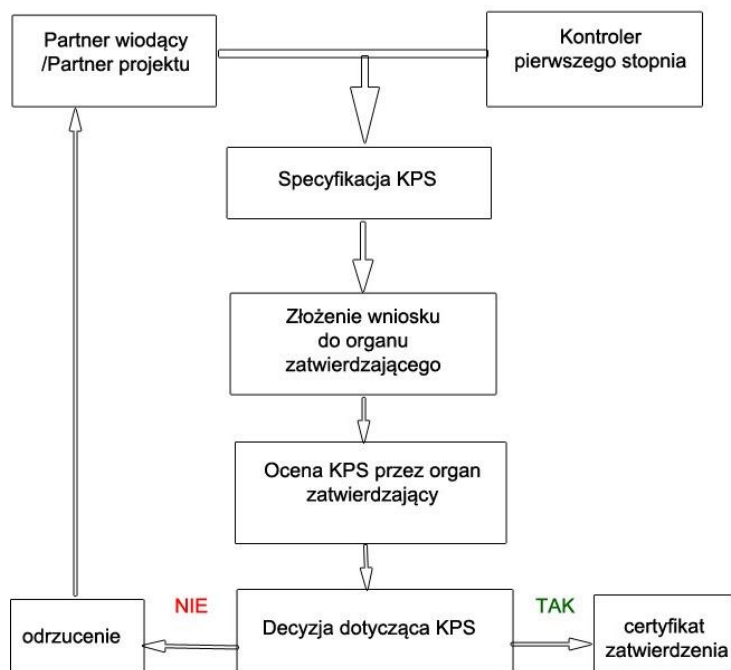 Partner wiodący
/Partner projektu
Kontroler
pierwszego stopnia
Specyfikacja KPS
Złożenie wniosku
do organu
zatwierdzającego
Ocena KPS przez organ
zatwierdzający
NIE
TAK
odrzucenie
Decyzja dotycząca KPS
certyfikat
zatwierdzenia